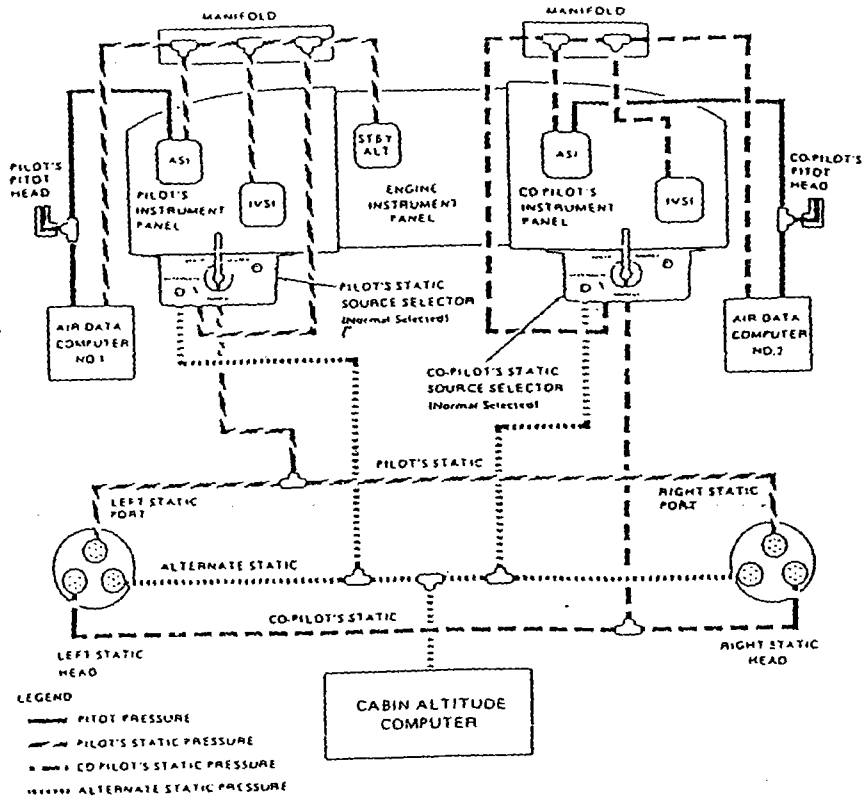 MANIFOLD
MANIFOLD
PILOT'S
PITOT
HEAD
ASI
PILOT'S
INSTRUMENT
PANEL
IVSI
STBY
ALT
ENGINE
INSTRUMENT
PANEL
ASI
CO PILOT'S
INSTRUMENT
PANEL
IVSI
CO-PILOT'S
PITOT
HEAD
AIR DATA
COMPUTER
NO.1
PILOT'S STATIC
SOURCE SELECTOR
(Normal Selected)
CO-PILOT'S STATIC
SOURCE SELECTOR
(Normal Selected)
AIR DATA
COMPUTER
NO.2
PILOT'S STATIC
LEFT STATIC
PORT
RIGHT STATIC
PORT
ALTERNATE STATIC
CO-PILOT'S STATIC
LEFT STATIC
HEAD
RIGHT STATIC
HEAD
CABIN ALTITUDE
COMPUTER
LEGEND
PITOT PRESSURE
PILOT'S STATIC PRESSURE
CO PILOT'S STATIC PRESSURE
ALTERNATE STATIC PRESSURE